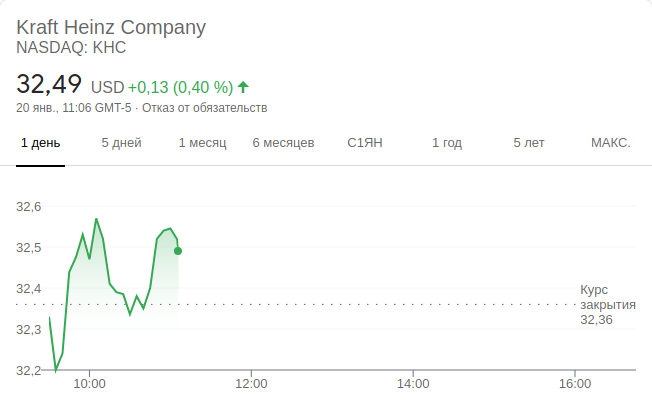 Kraft Heinz Company
NASDAQ: KHC
32,49 USD +0,13 (0,40 %)
20 янв., 11:06 GMT-5 · Отказ от обязательств
1 день 5 дней 1 месяц 6 месяцев С1ЯН 1 год 5 лет МАКС.
32,6
32,5
32,4
Курс
закрытия
32,36
32,3
32,2
10:00 12:00 14:00 16:00